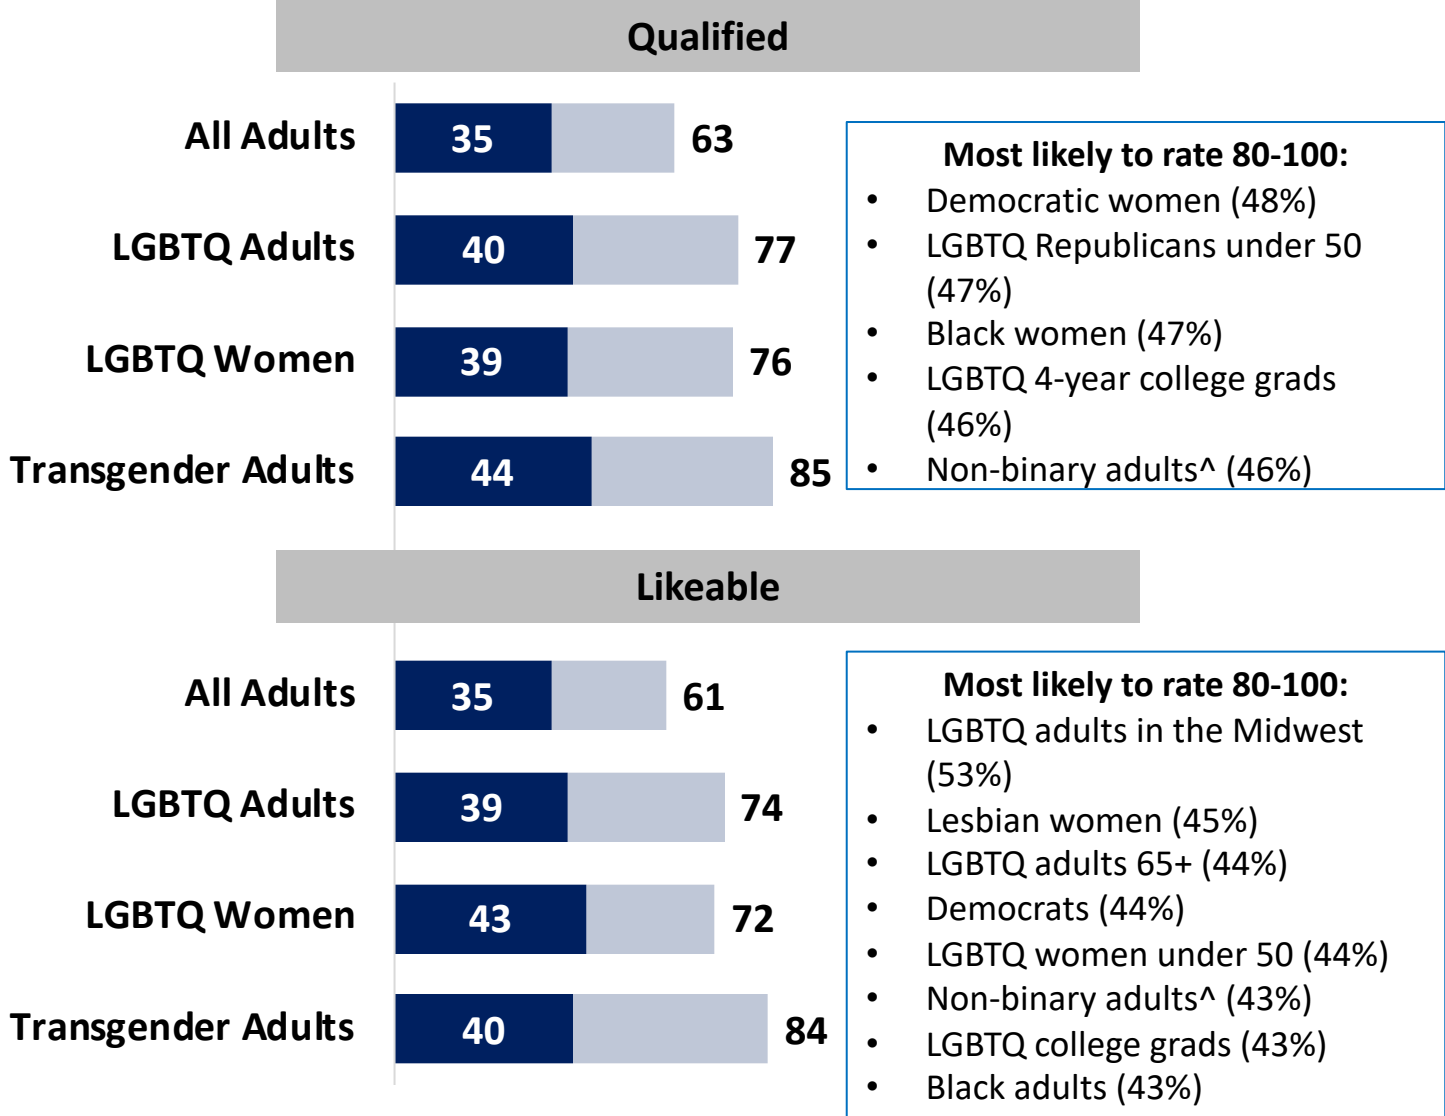 Qualified
All Adults
35
63
LGBTQ Adults
40
77
LGBTQ Women
39
76
Transgender Adults
44
85
Most likely to rate 80-100:
• Democratic women (48%)
• LGBTQ Republicans under 50
(47%)
• Black women (47%)
• LGBTQ 4-year college grads
(46%)
• Non-binary adults^ (46%)
Likeable
All Adults
35
61
LGBTQ Adults
39
74
LGBTQ Women
43
72
Transgender Adults
40
84
Most likely to rate 80-100:
• LGBTQ adults in the Midwest
(53%)
• Lesbian women (45%)
• LGBTQ adults 65+ (44%)
• Democrats (44%)
• LGBTQ women under 50 (44%)
• Non-binary adults^ (43%)
• LGBTQ college grads (43%)
• Black adults (43%)